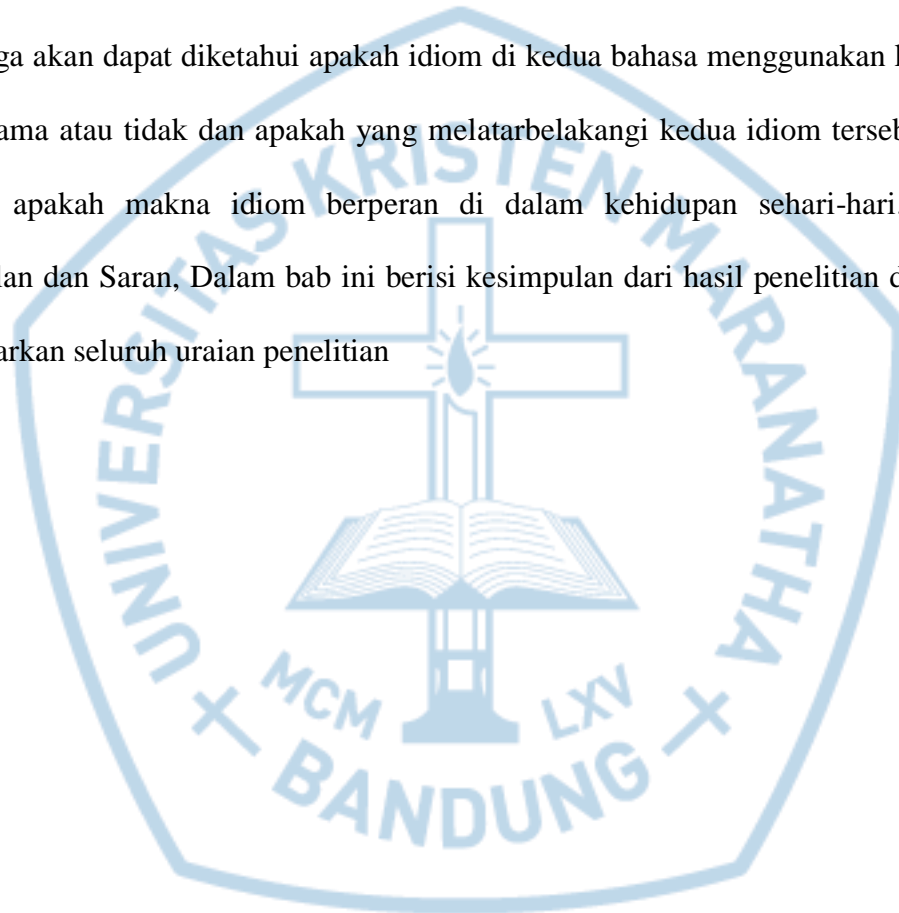 ga akan dapat diketahui apakah idiom di kedua bahasa menggunakan
ama atau tidak dan apakah yang melatarbelakangi kedua idiom terseb
apakah makna idiom berperan di dalam kehidupan sehari-hari.
lan dan Saran, Dalam bab ini berisi kesimpulan dari hasil penelitian d
arkan seluruh uraian penelitian
UNIVERSITAS KRISTEN MARANATHA
MCM LXV
BANDUNG